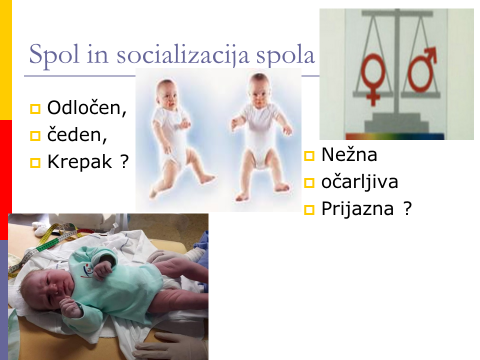 Spol in socializacija spola
Odločen,
čeden,
Krepak ?
Nežna
očarljiva
Prijazna ?